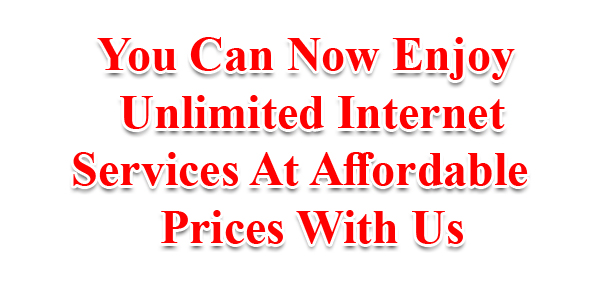 You Can Now Enjoy
Unlimited Internet
Services At Affordable
Prices With Us